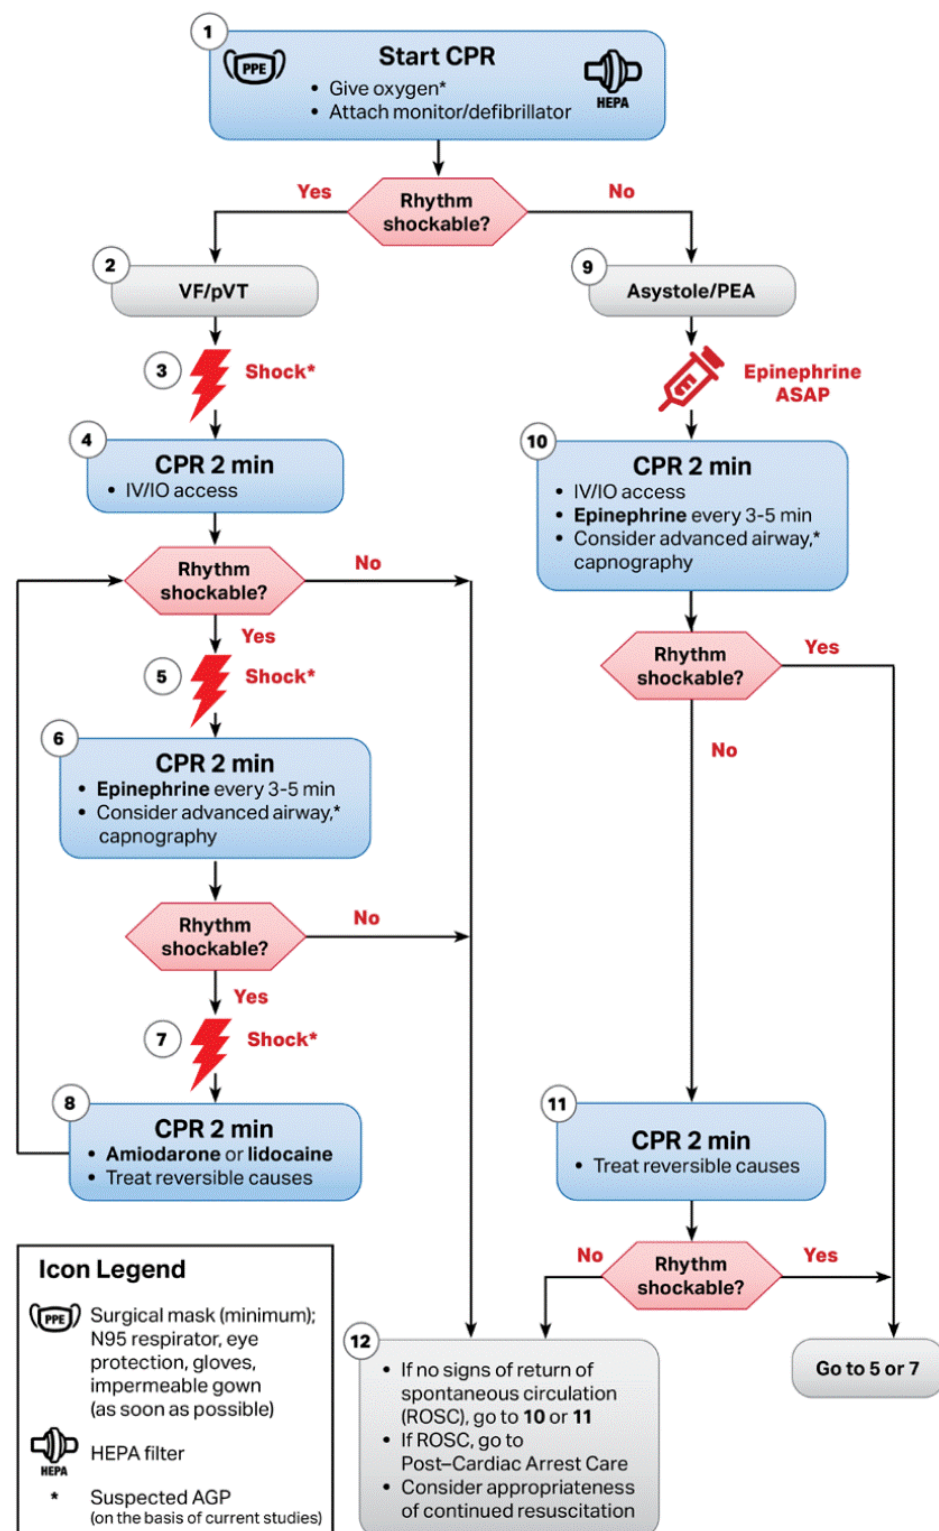 1
PPE
Start CPR
• Give oxygen*
• Attach monitor/defibrillator
HEPA
Yes
Rhythm
shockable?
No
2
VF/pVT
9
Asystole/PEA
3
Shock*
Epinephrine
ASAP
4
CPR 2 min
• IV/IO access
10
CPR 2 min
• IV/IO access
• Epinephrine every 3-5 min
• Consider advanced airway,*
capnography
Rhythm
shockable?
No
Yes
Rhythm
shockable?
Yes
No
5
Shock*
6
CPR 2 min
• Epinephrine every 3-5 min
• Consider advanced airway,*
capnography
Rhythm
shockable?
No
Yes
7
Shock*
8
CPR 2 min
• Amiodarone or lidocaine
• Treat reversible causes
11
CPR 2 min
• Treat reversible causes
No
Rhythm
shockable?
Yes
Icon Legend
PPE
Surgical mask (minimum);
N95 respirator, eye
protection, gloves,
impermeable gown
(as soon as possible)
HEPA
HEPA filter
* Suspected AGP
(on the basis of current studies)
12
• If no signs of return of
spontaneous circulation
(ROSC), go to 10 or 11
• If ROSC, go to
Post–Cardiac Arrest Care
• Consider appropriateness
of continued resuscitation
Go to 5 or 7